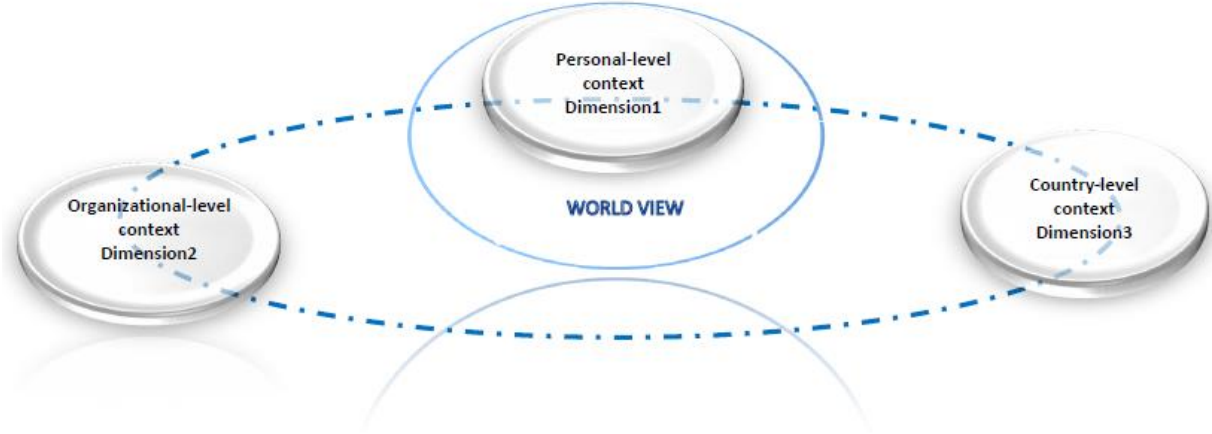 Personal-level
context
Dimension1
WORLD VIEW
Organizational-level
context
Dimension2
Country-level
context
Dimension3